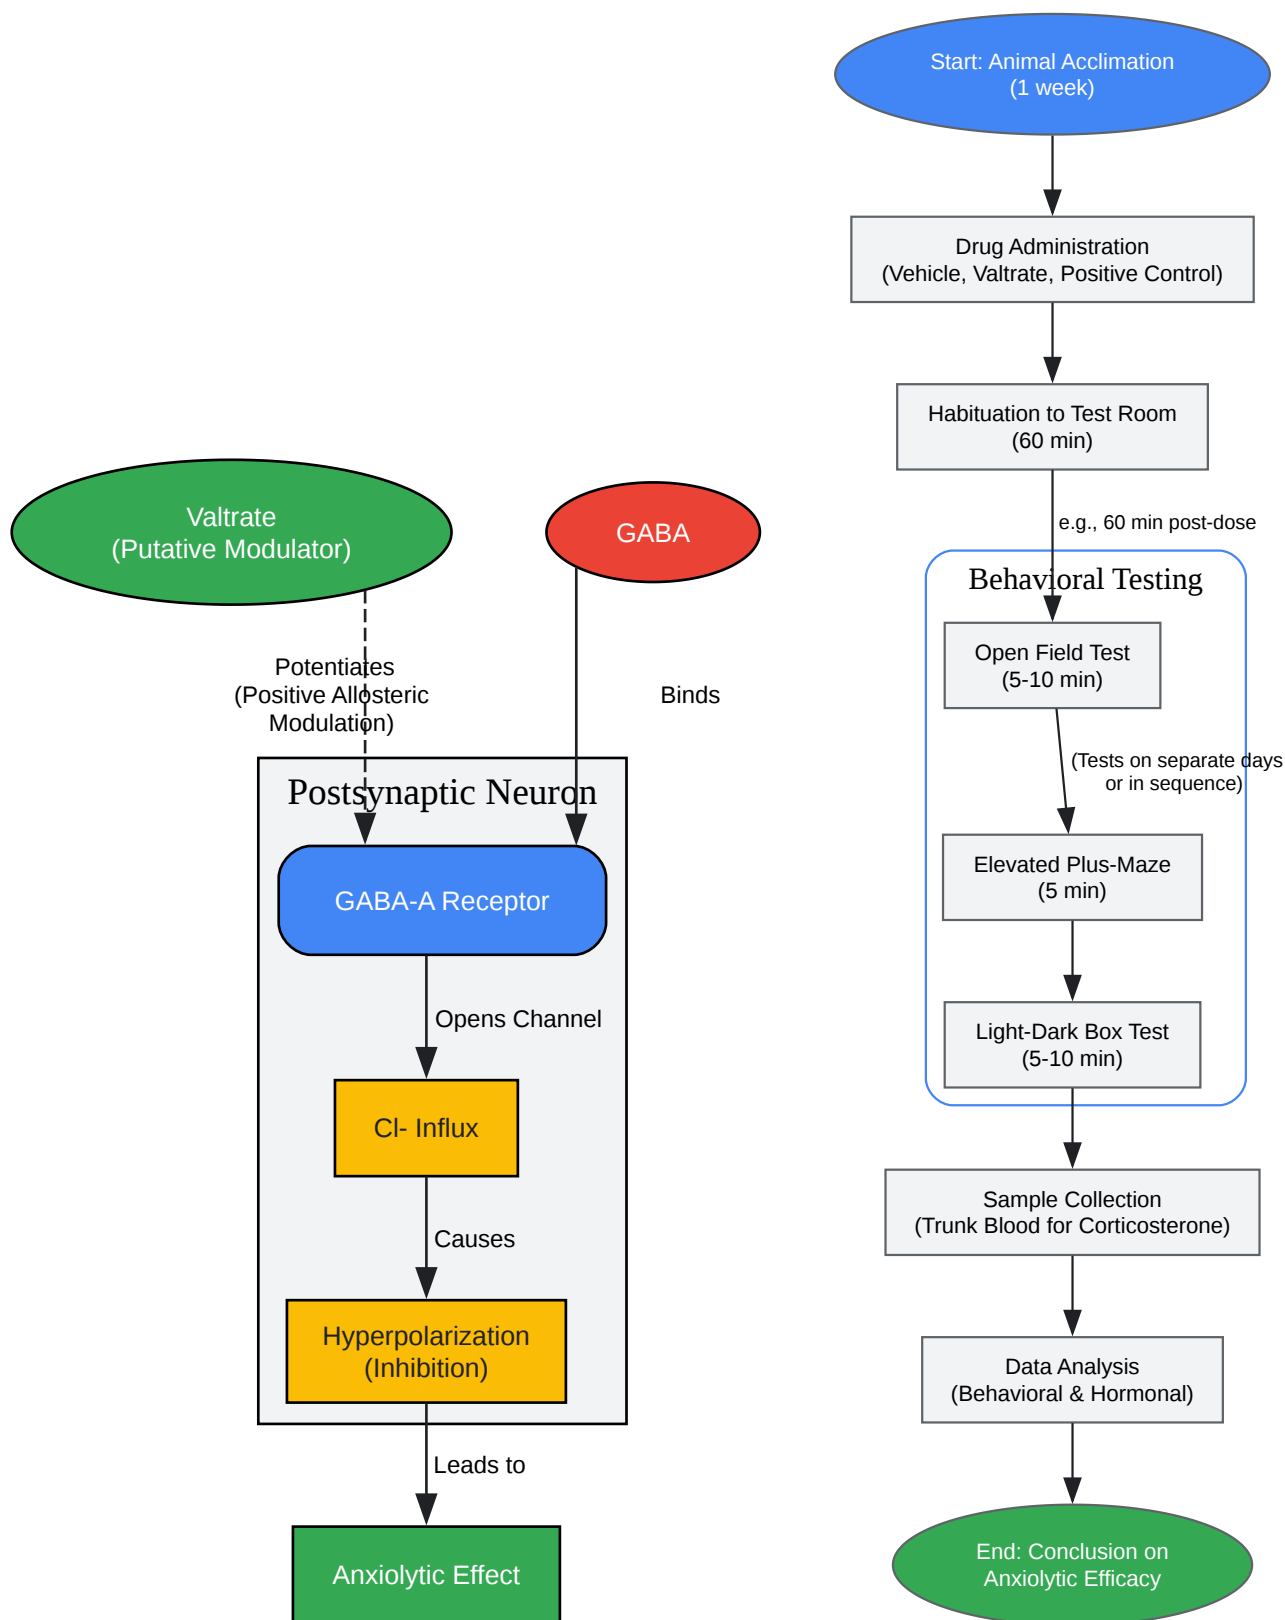 Valtrate
(Putative Modulator)
GABA
Potentiates
(Positive Allosteric
Modulation)
Binds
Postsynaptic Neuron
GABA-A Receptor
Opens Channel
Cl- Influx
Causes
Hyperpolarization
(Inhibition)
Leads to
Anxiolytic Effect
Start: Animal Acclimation
(1 week)
Drug Administration
(Vehicle, Valtrate, Positive Control)
Habituation to Test Room
(60 min)
e.g., 60 min post-dose
Behavioral Testing
Open Field Test
(5-10 min)
(Tests on separate days
or in sequence)
Elevated Plus-Maze
(5 min)
Light-Dark Box Test
(5-10 min)
Sample Collection
(Trunk Blood for Corticosterone)
Data Analysis
(Behavioral & Hormonal)
End: Conclusion on
Anxiolytic Efficacy